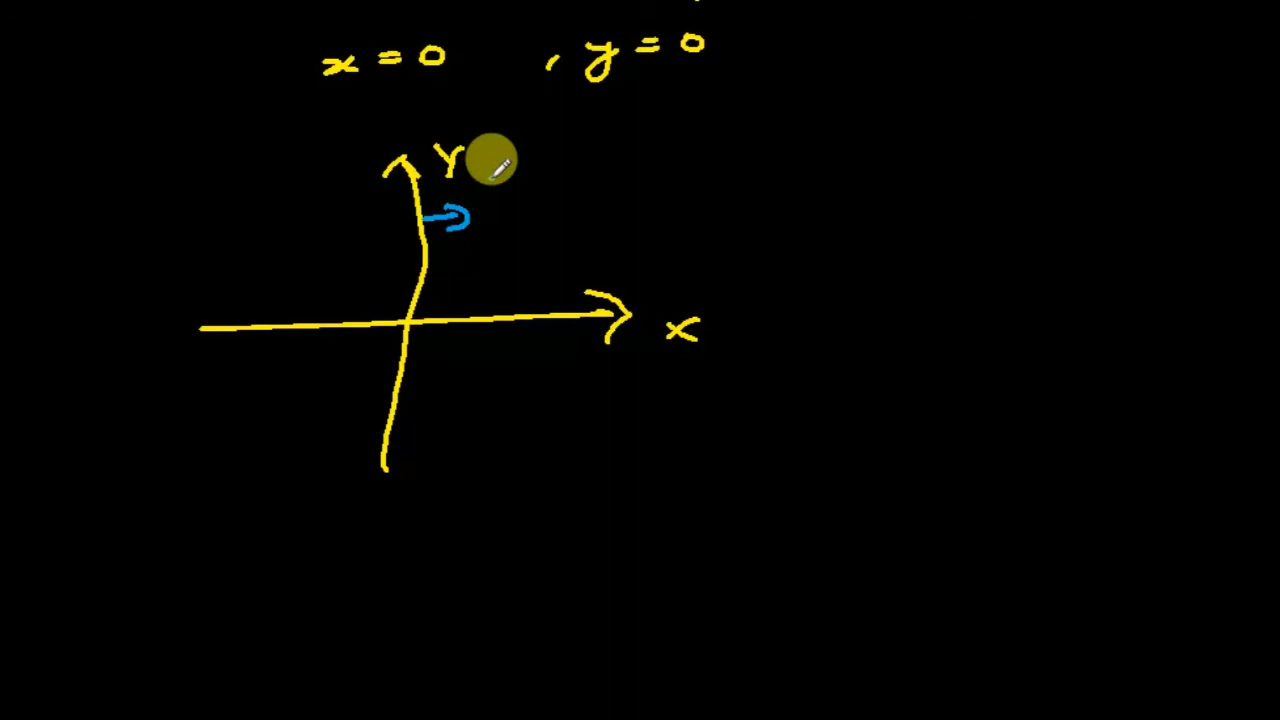 x = 0 , y = 0
Y
X